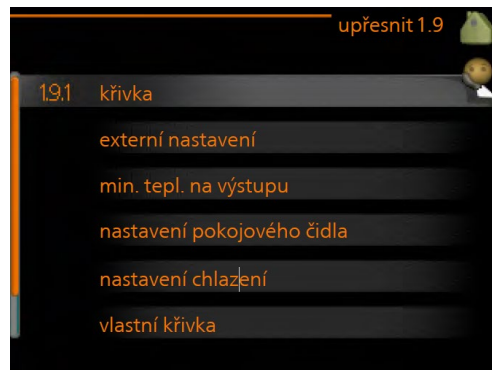 upřesnit 1.9
1.9.1 křivka
externí nastavení
min. tepl. na výstupu
nastavení pokojového čidla
nastavení chlazení
vlastní křivka